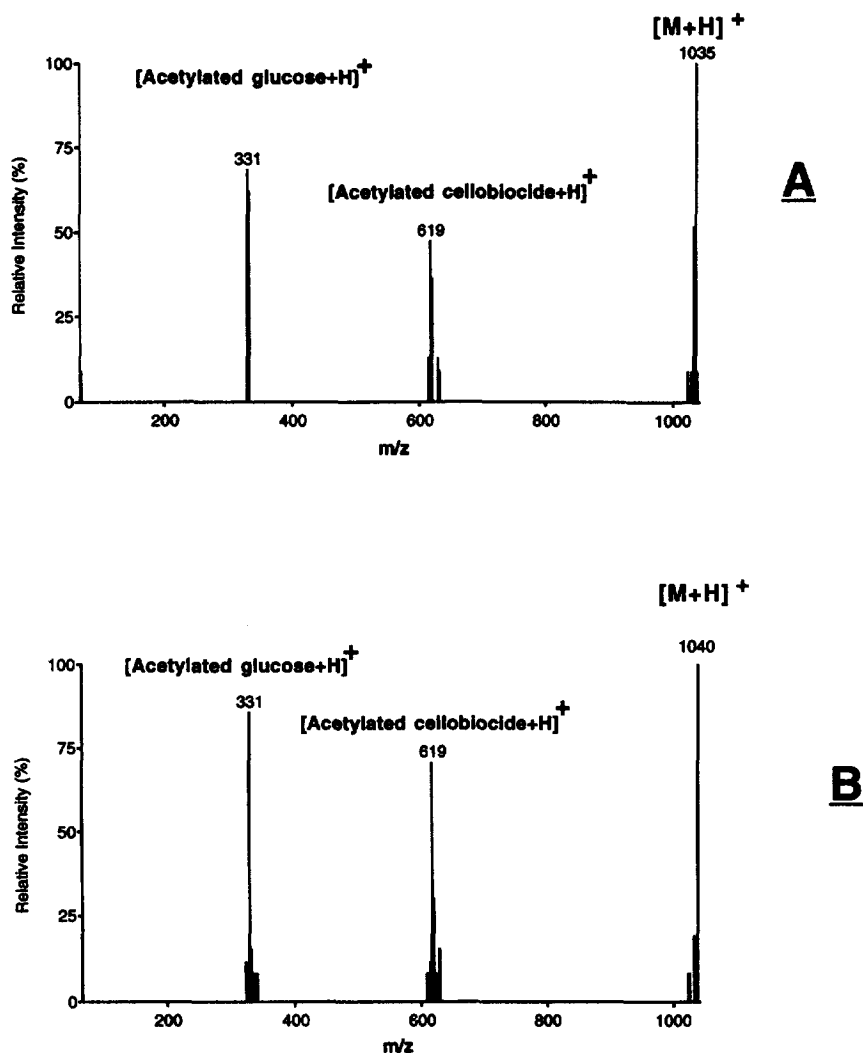 [M+H] +
1035
[Acetylated glucose+H]+
100
75
331
A
[Acetylated cellobiocide+H]+
50
619
25
0
Relative Intensity (%)
200 400 600 800 1000
m/z
[M+H] +
1040
[Acetylated glucose+H]+
100
331
[Acetylated cellobiocide+H]+
619
75
B
50
25
0
Relative Intensity (%)
200 400 600 800 1000
m/z